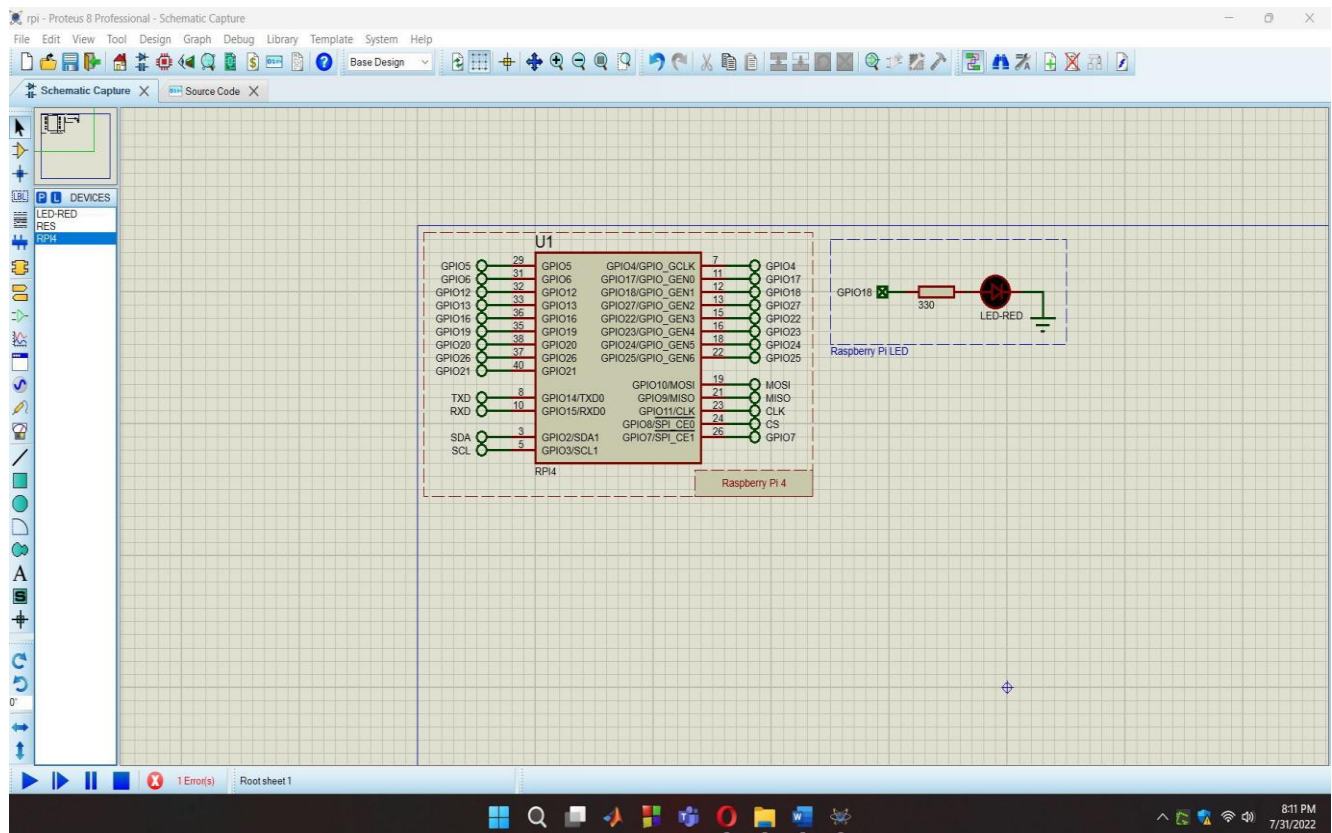 rpi - Proteus 8 Professional - Schematic Capture
File Edit View Tool Design Graph Debug Library Template System Help
Base Design
Schematic Capture
Source Code
P L DEVICES
LED-RED
RES
RPI4
LBL
A
S
0°
U1
GPIO5 29 GPIO5 GPIO4/GPIO_GCLK 7 GPIO4
GPIO6 31 GPIO6 GPIO17/GPIO_GEN0 11 GPIO17
GPIO12 32 GPIO12 GPIO18/GPIO_GEN1 12 GPIO18
GPIO13 33 GPIO13 GPIO27/GPIO_GEN2 13 GPIO27
GPIO16 36 GPIO16 GPIO22/GPIO_GEN3 15 GPIO22
GPIO19 35 GPIO19 GPIO23/GPIO_GEN4 16 GPIO23
GPIO20 38 GPIO20 GPIO24/GPIO_GEN5 18 GPIO24
GPIO26 37 GPIO26 GPIO25/GPIO_GEN6 22 GPIO25
GPIO21 40 GPIO21
GPIO10/MOSI 19 MOSI
TXD 8 GPIO14/TXD0 GPIO9/MISO 21 MISO
RXD 10 GPIO15/RXD0 GPIO11/CLK 23 CLK
GPIO8/SPI_CE0 24 CS
SDA 3 GPIO2/SDA1 GPIO7/SPI_CE1 26 GPIO7
SCL 5 GPIO3/SCL1
RPI4
Raspberry Pi 4
GPIO18
330
LED-RED
Raspberry Pi LED
1 Error(s)
Root sheet 1
8:11 PM
7/31/2022